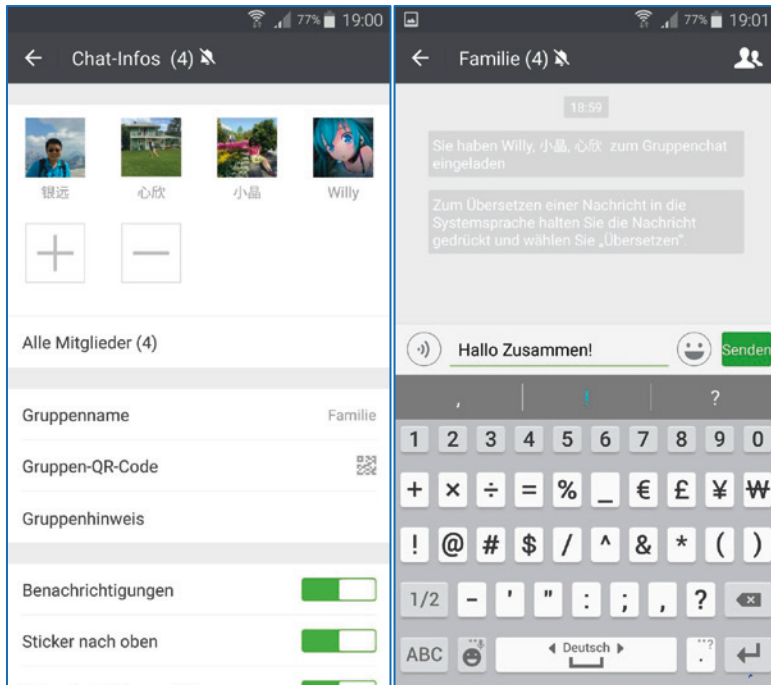 77% 19:00
Chat-Infos (4)
银远 心欣 小晶 Willy
Alle Mitglieder (4)
Gruppenname Familie
Gruppen-QR-Code
Gruppenhinweis
Benachrichtigungen
Sticker nach oben
77% 19:01
Familie (4)
18:59
Sie haben Willy, 小晶, 心欣 zum Gruppenchat
eingeladen
Zum Übersetzen einer Nachricht in die
Systemsprache halten Sie die Nachricht
gedrückt und wählen Sie „Übersetzen".
Hallo Zusammen! Senden
, ! ?
1 2 3 4 5 6 7 8 9 0
+ × ÷ = % _ € £ ¥ ₩
! @ # $ / ^ & * ( )
1/2 - ' " : ; , ?
ABC Deutsch .